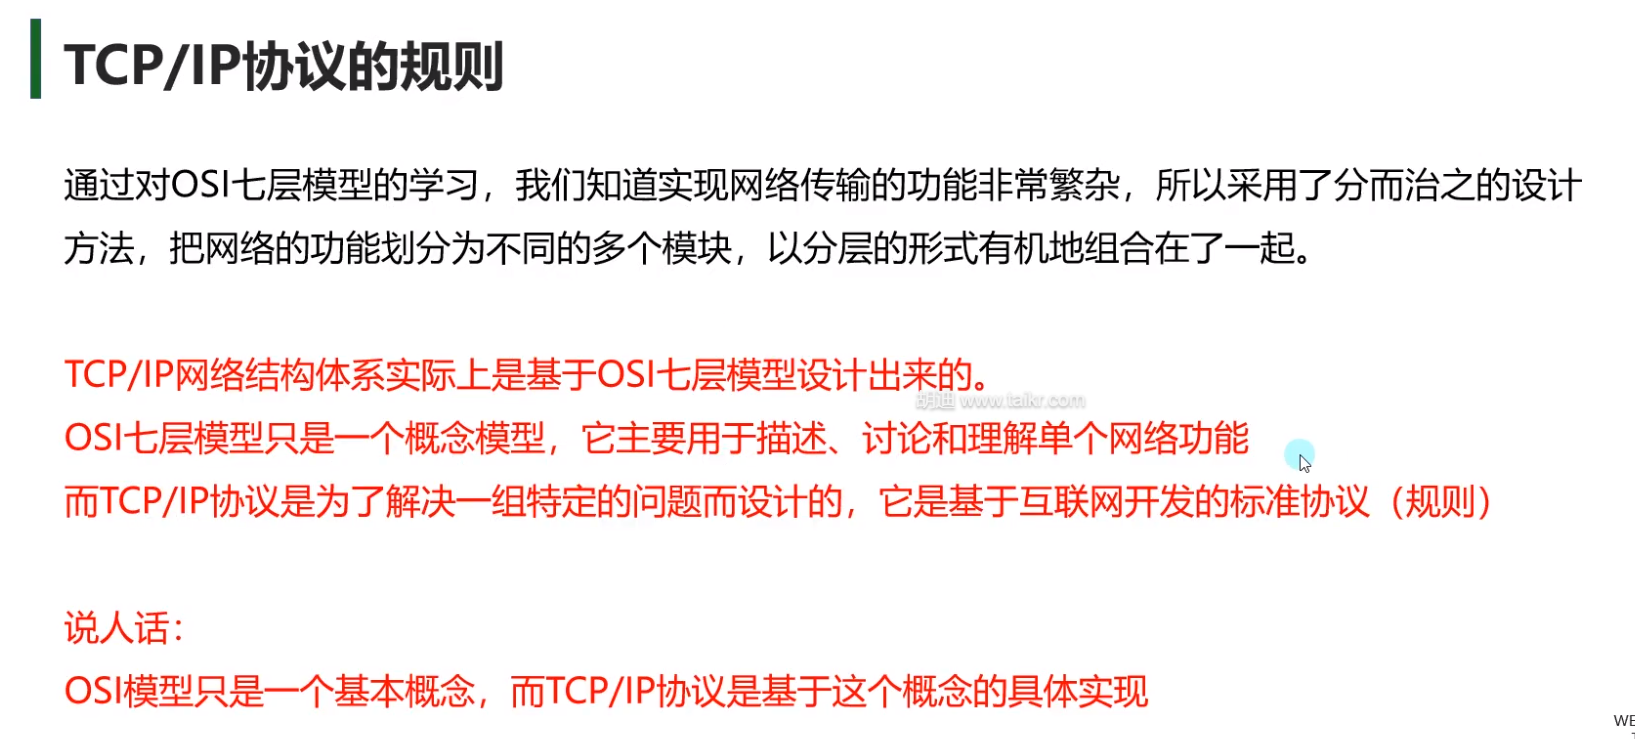 TCP/IP协议的规则
通过对OSI七层模型的学习，我们知道实现网络传输的功能非常繁杂，所以采用了分而治之的设计
方法，把网络的功能划分为不同的多个模块，以分层的形式有机地组合在了一起。
TCP/IP网络结构体系实际上是基于OSI七层模型设计出来的。
胡迪 www.taikr.com
OSI七层模型只是一个概念模型，它主要用于描述、讨论和理解单个网络功能
而TCP/IP协议是为了解决一组特定的问题而设计的，它是基于互联网开发的标准协议（规则）
说人话：
OSI模型只是一个基本概念，而TCP/IP协议是基于这个概念的具体实现